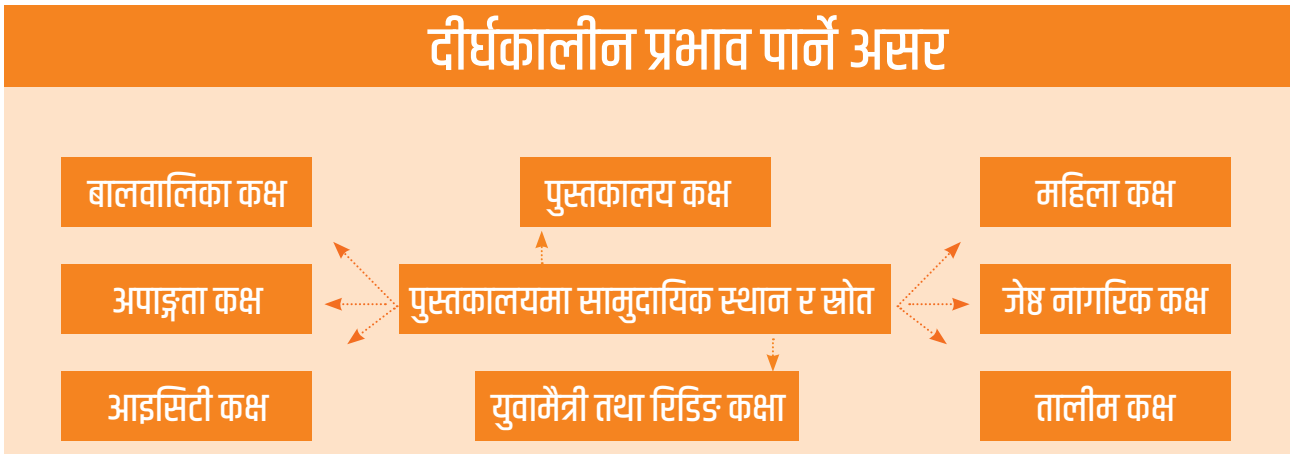 दीर्घकालीन प्रभाव पार्ने असर
बालवालिका कक्ष
पुस्तकालय कक्ष
महिला कक्ष
अपाङ्गता कक्ष
पुस्तकालयमा सामुदायिक स्थान र स्रोत
जेष्ठ नागरिक कक्ष
आइसिटी कक्ष
युवामैत्री तथा रिडिङ कक्षा
तालीम कक्ष